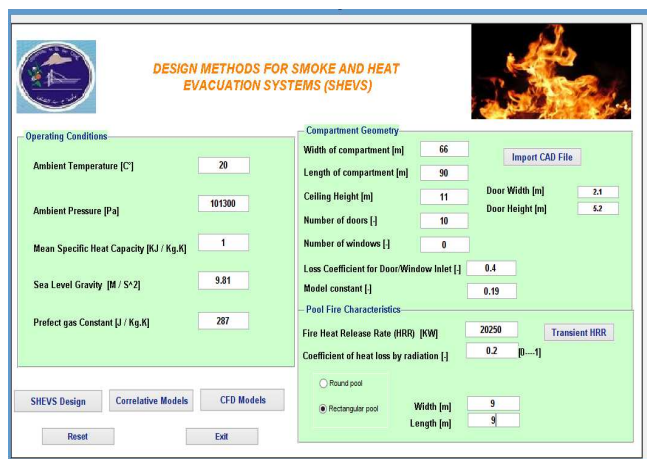 DESIGN METHODS FOR SMOKE AND HEAT
EVACUATION SYSTEMS (SHEVS)
Operating Conditions
Ambient Temperature [C°] 20
Ambient Pressure [Pa] 101300
Mean Specific Heat Capacity [KJ / Kg.K] 1
Sea Level Gravity [M / S^2] 9.81
Prefect gas Constant [J / Kg.K] 287
SHEVS Design Correlative Models CFD Models
Reset Exit
Compartment Geometry
Width of compartment [m] 66 Import CAD File
Length of compartment [m] 90
Ceiling Height [m] 11 Door Width [m] 2.1
Door Height [m] 5.2
Number of doors [-] 10
Number of windows [-] 0
Loss Coefficient for Door/Window Inlet [-] 0.4
Model constant [-] 0.19
Pool Fire Characteristics
Fire Heat Release Rate (HRR) [KW] 20250 Transient HRR
Coefficient of heat loss by radiation [-] 0.2 [0----1]
Round pool
Rectangular pool
Width [m] 9
Length [m] 9